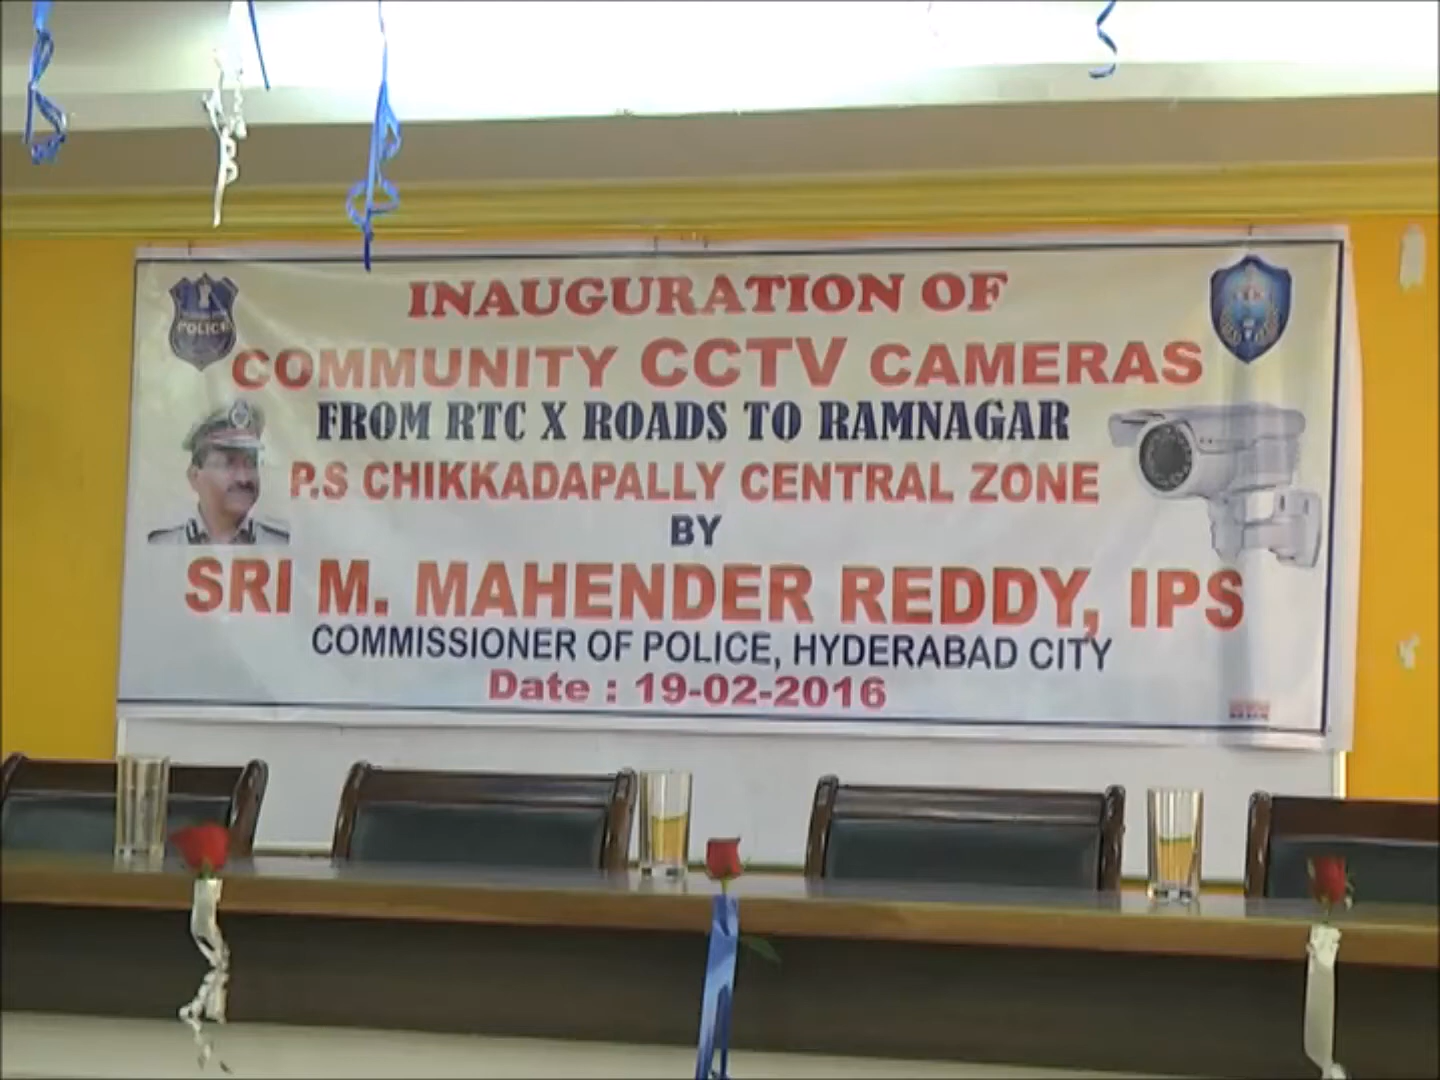 INAUGURATION OF
POLICE
COMMUNITY CCTV CAMERAS
FROM RTC X ROADS TO RAMNAGAR
P.S CHIKKADAPALLY CENTRAL ZONE
BY
SRI M. MAHENDER REDDY, IPS
COMMISSIONER OF POLICE, HYDERABAD CITY
Date : 19-02-2016